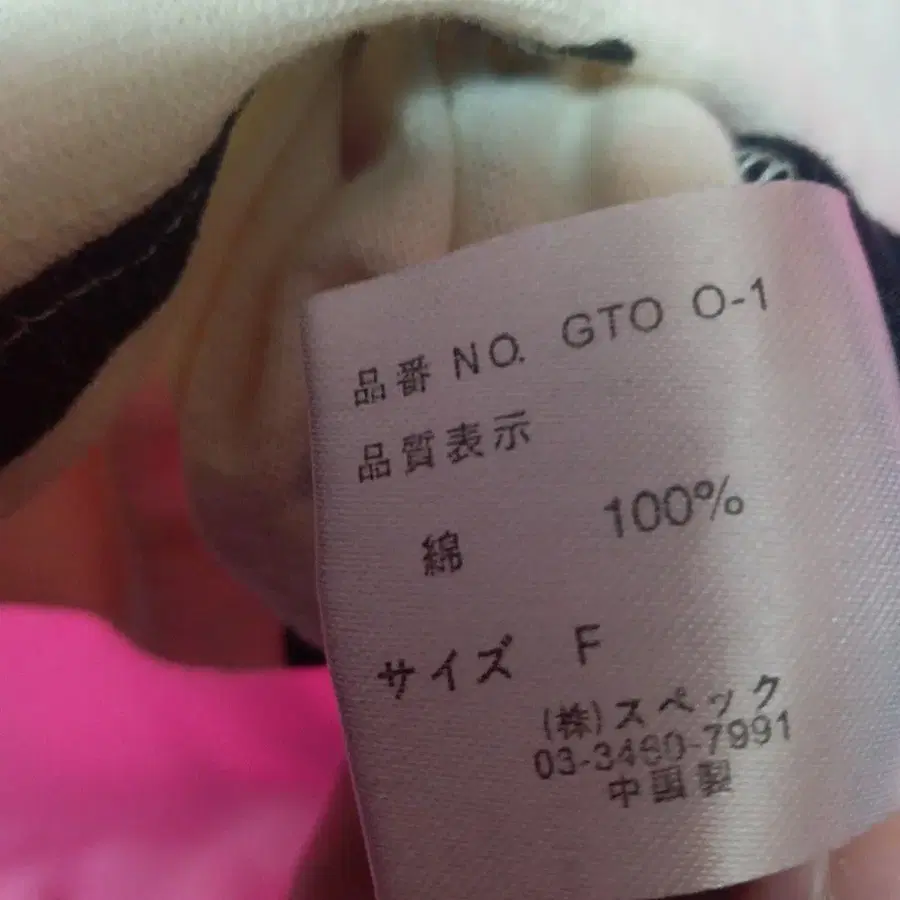 品番 NO. GTO O-1
品質表示
綿 100%
サイズ F
(株)スペック
03-3460-7991
中国製